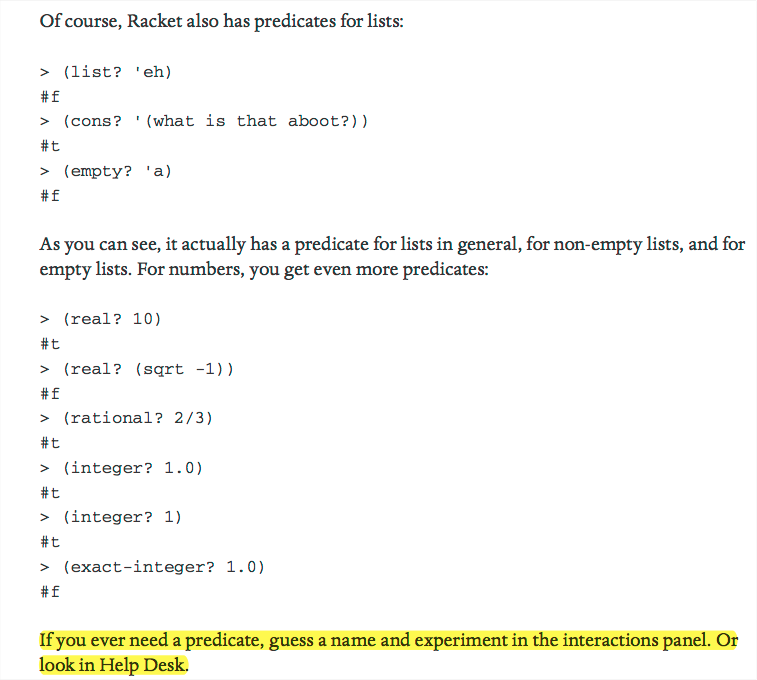 Of course, Racket also has predicates for lists:
> (list? 'eh)
#f
> (cons? '(what is that aboot?))
#t
> (empty? 'a)
#f
As you can see, it actually has a predicate for lists in general, for non-empty lists, and for
empty lists. For numbers, you get even more predicates:
> (real? 10)
#t
> (real? (sqrt -1))
#f
> (rational? 2/3)
#t
> (integer? 1.0)
#t
> (integer? 1)
#t
> (exact-integer? 1.0)
#f
If you ever need a predicate, guess a name and experiment in the interactions panel. Or
look in Help Desk.